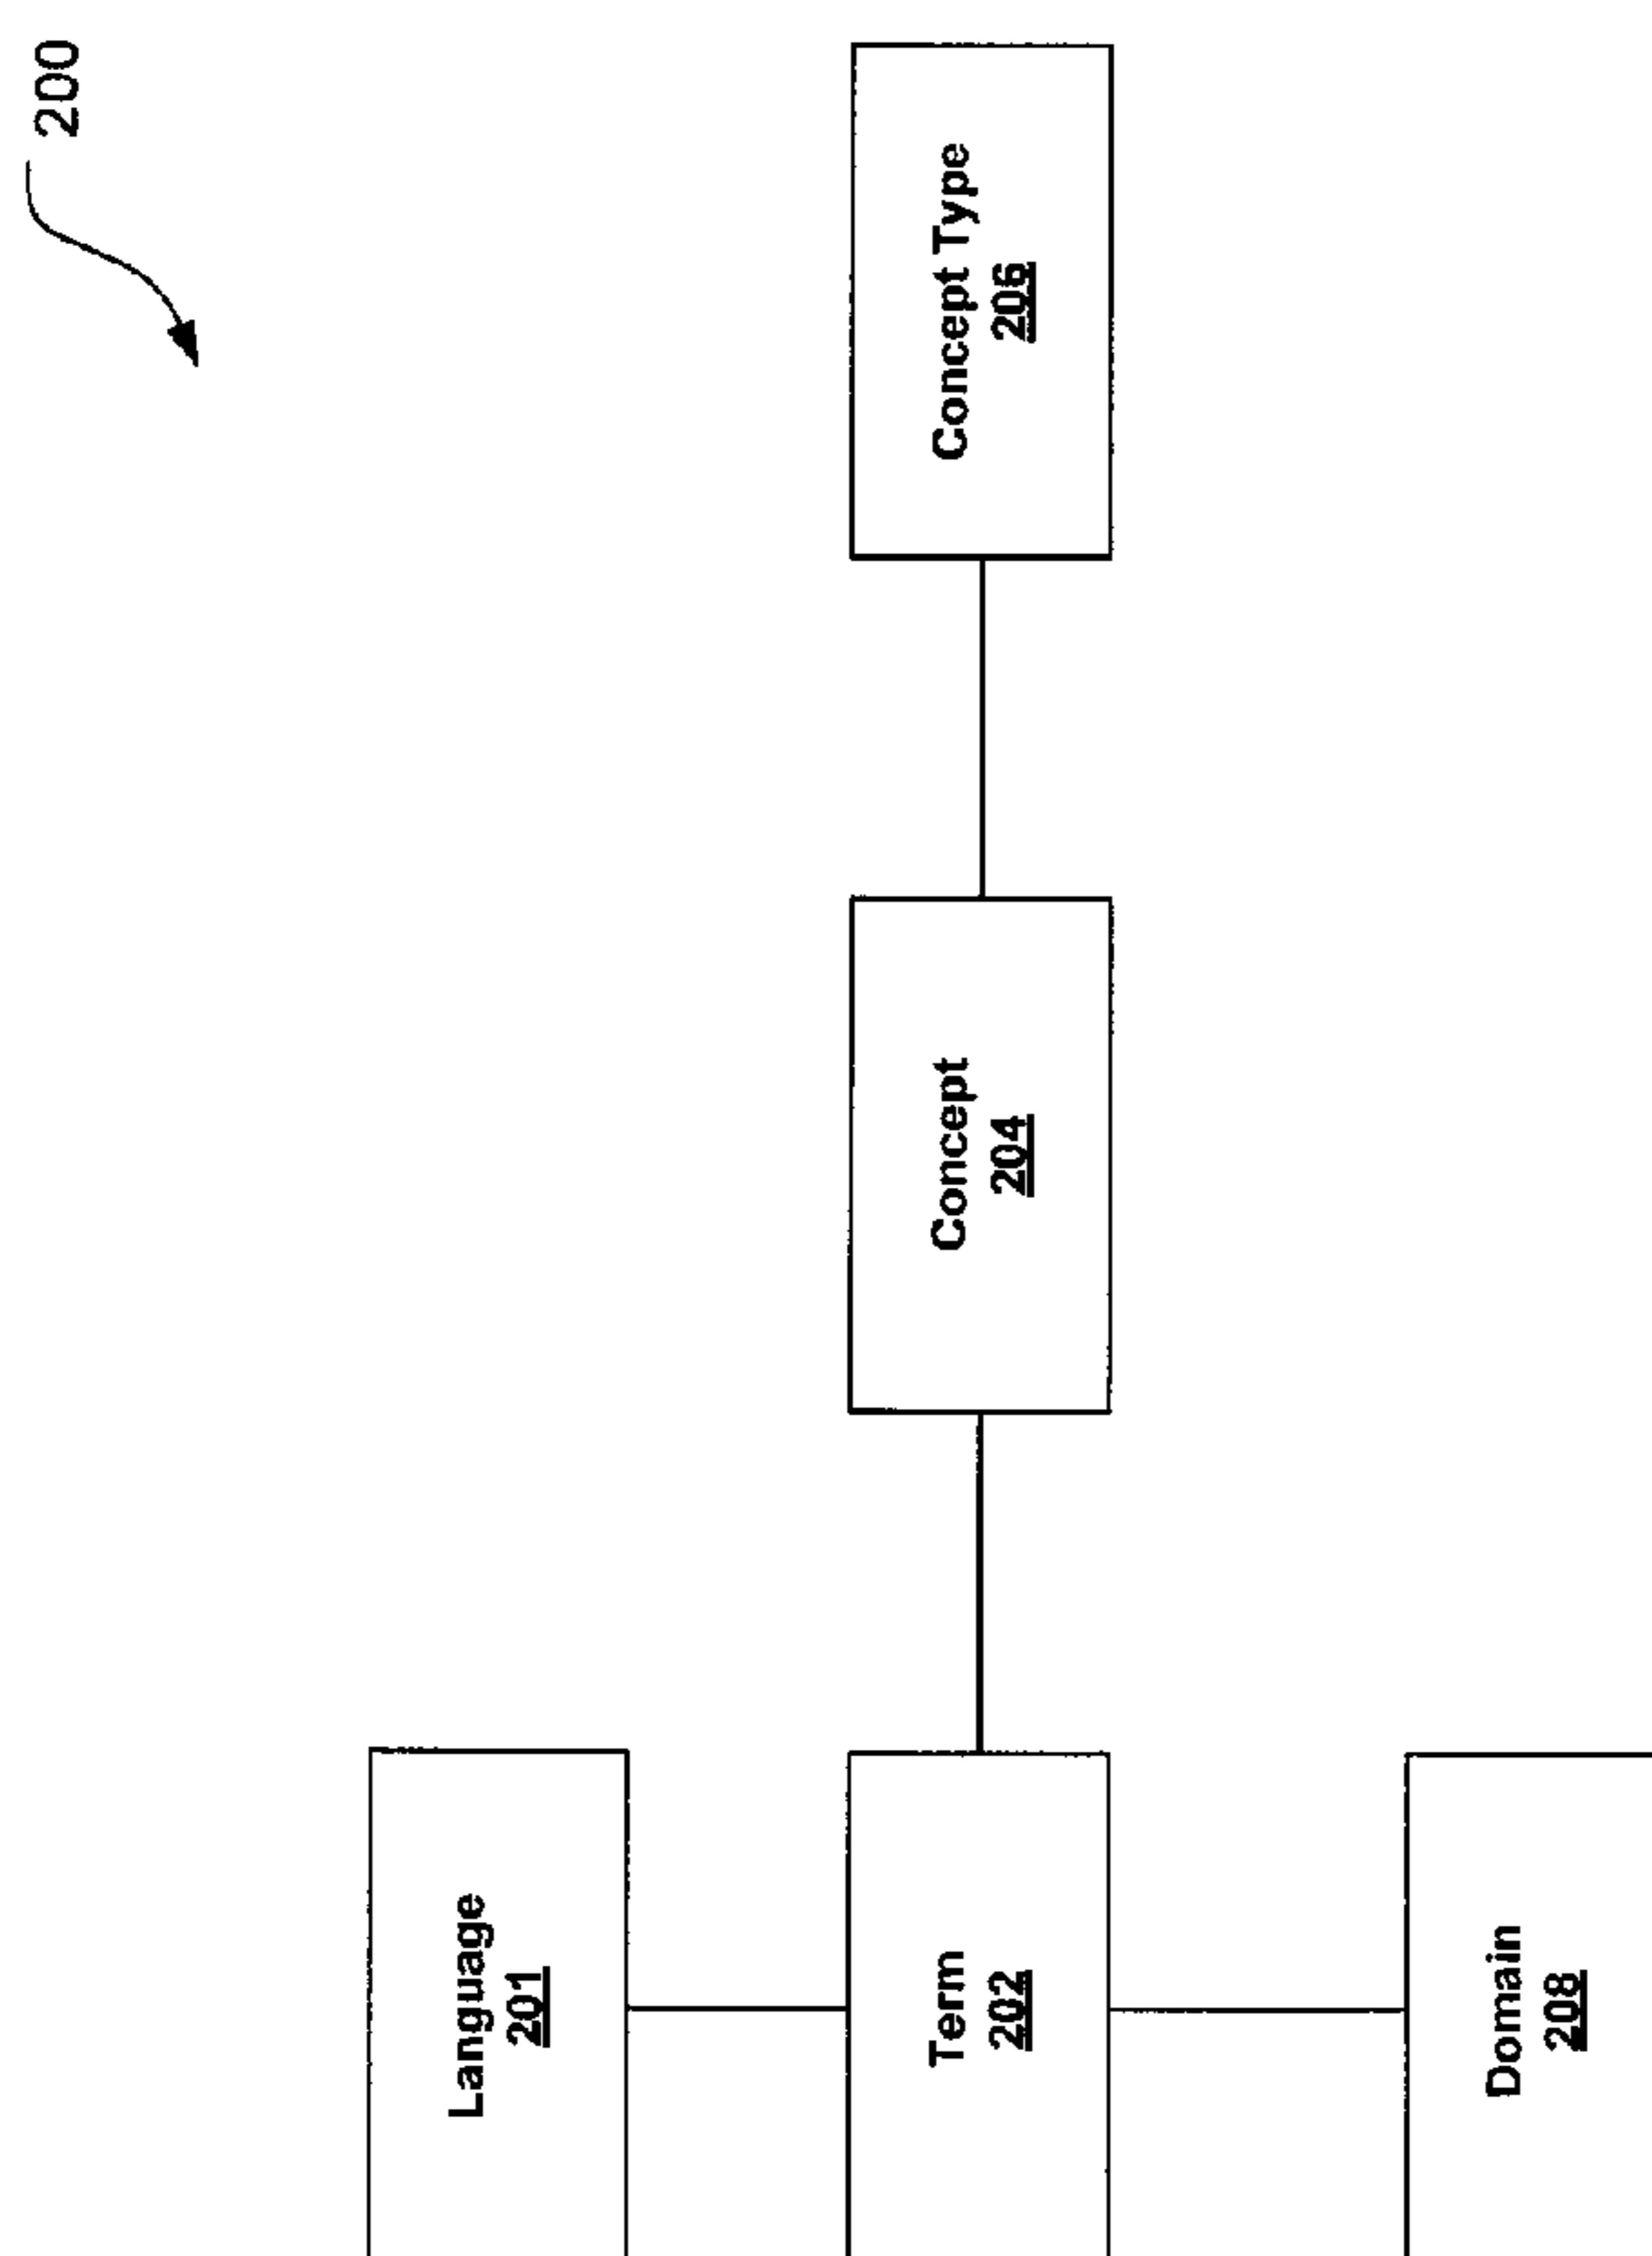 200
Language
201
Term
202
Concept
204
Concept Type
206
Domain
208